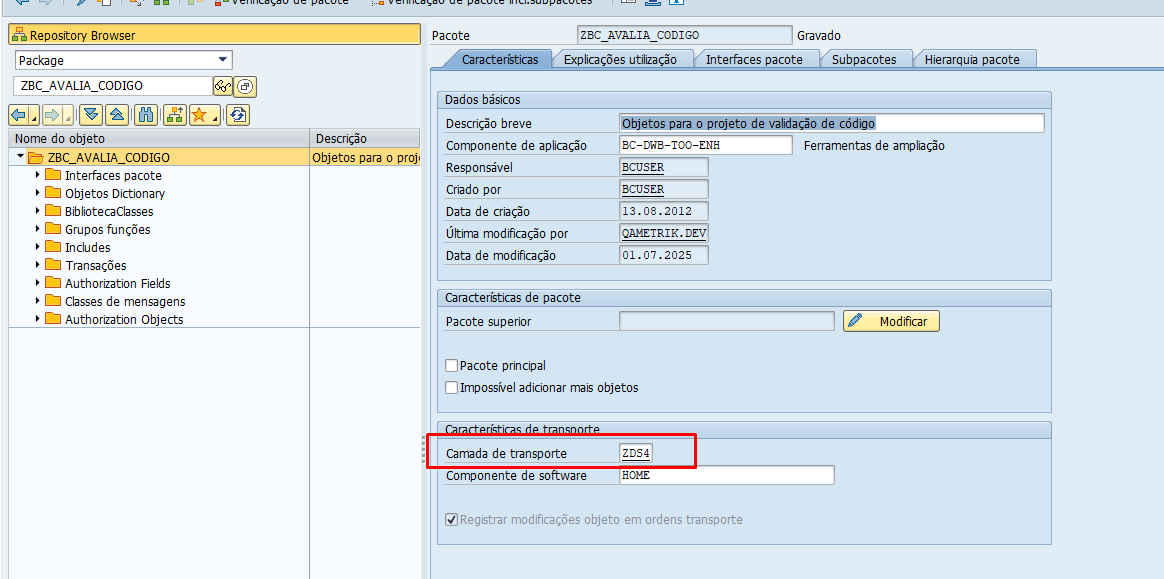 Verificação de pacote
Verificação de pacote incl.subpacotes
Repository Browser
Package
ZBC_AVALIA_CODIGO
Nome do objeto Descrição
ZBC_AVALIA_CODIGO Objetos para o proj
Interfaces pacote
Objetos Dictionary
BibliotecaClasses
Grupos funções
Includes
Transações
Authorization Fields
Classes de mensagens
Authorization Objects
Pacote ZBC_AVALIA_CODIGO Gravado
Características Explicações utilização Interfaces pacote Subpacotes Hierarquia pacote
Dados básicos
Descrição breve Objetos para o projeto de validação de código
Componente de aplicação BC-DWB-TOO-ENH Ferramentas de ampliação
Responsável BCUSER
Criado por BCUSER
Data de criação 13.08.2012
Última modificação por QAMETRIK.DEV
Data de modificação 01.07.2025
Características de pacote
Pacote superior Modificar
Pacote principal
Impossível adicionar mais objetos
Características de transporte
Camada de transporte ZDS4
Componente de software HOME
Registrar modificações objeto em ordens transporte